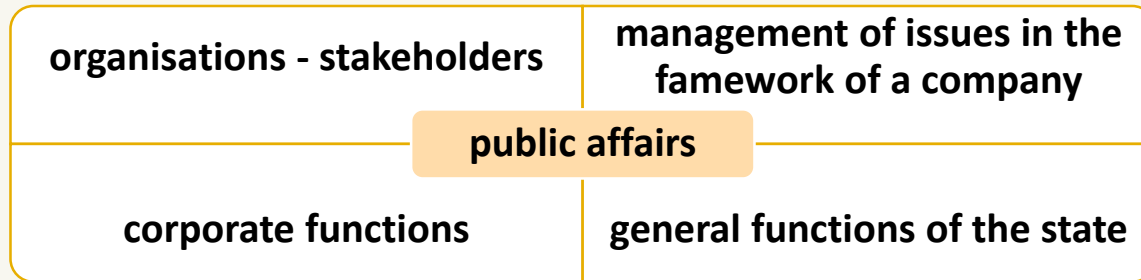 organisations - stakeholders
management of issues in the
famework of a company
public affairs
corporate functions
general functions of the state